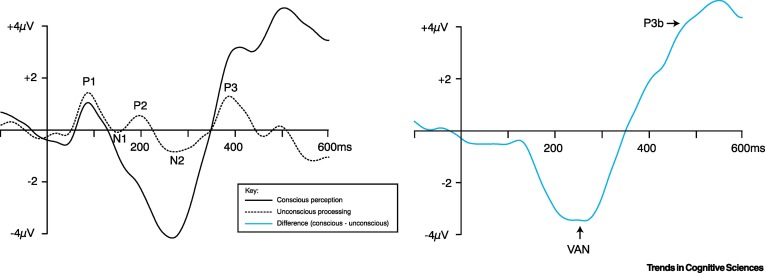 +4µV
+2
-2
-4µV
P1
N1
P2
N2
P3
200
400
600ms
Key:
Conscious perception
Unconscious processing
Difference (conscious - unconscious)
+4µV
+2
-2
-4µV
P3b
VAN
200
400
600ms
Trends in Cognitive Sciences